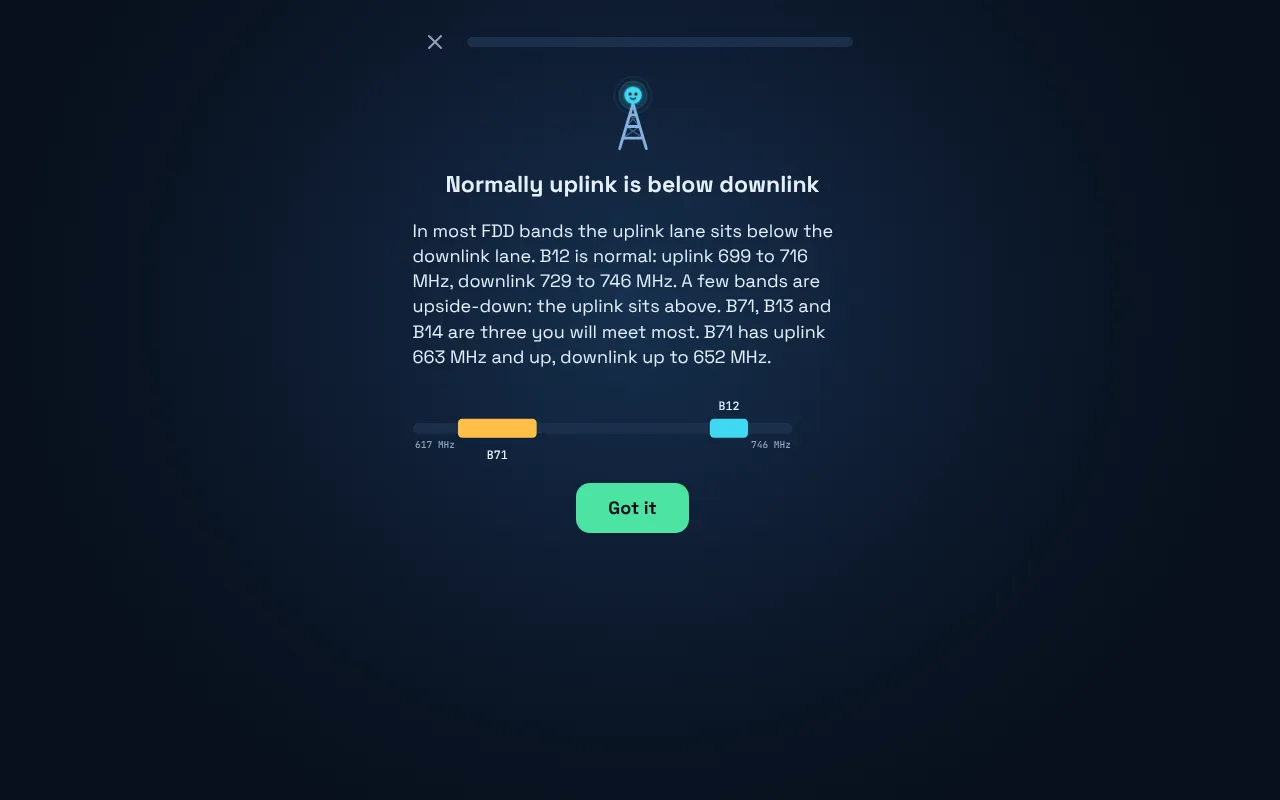 Normally uplink is below downlink
In most FDD bands the uplink lane sits below the
downlink lane. B12 is normal: uplink 699 to 716
MHz, downlink 729 to 746 MHz. A few bands are
upside-down: the uplink sits above. B71, B13 and
B14 are three you will meet most. B71 has uplink
663 MHz and up, downlink up to 652 MHz.
B12
617 MHz
746 MHz
B71
Got it